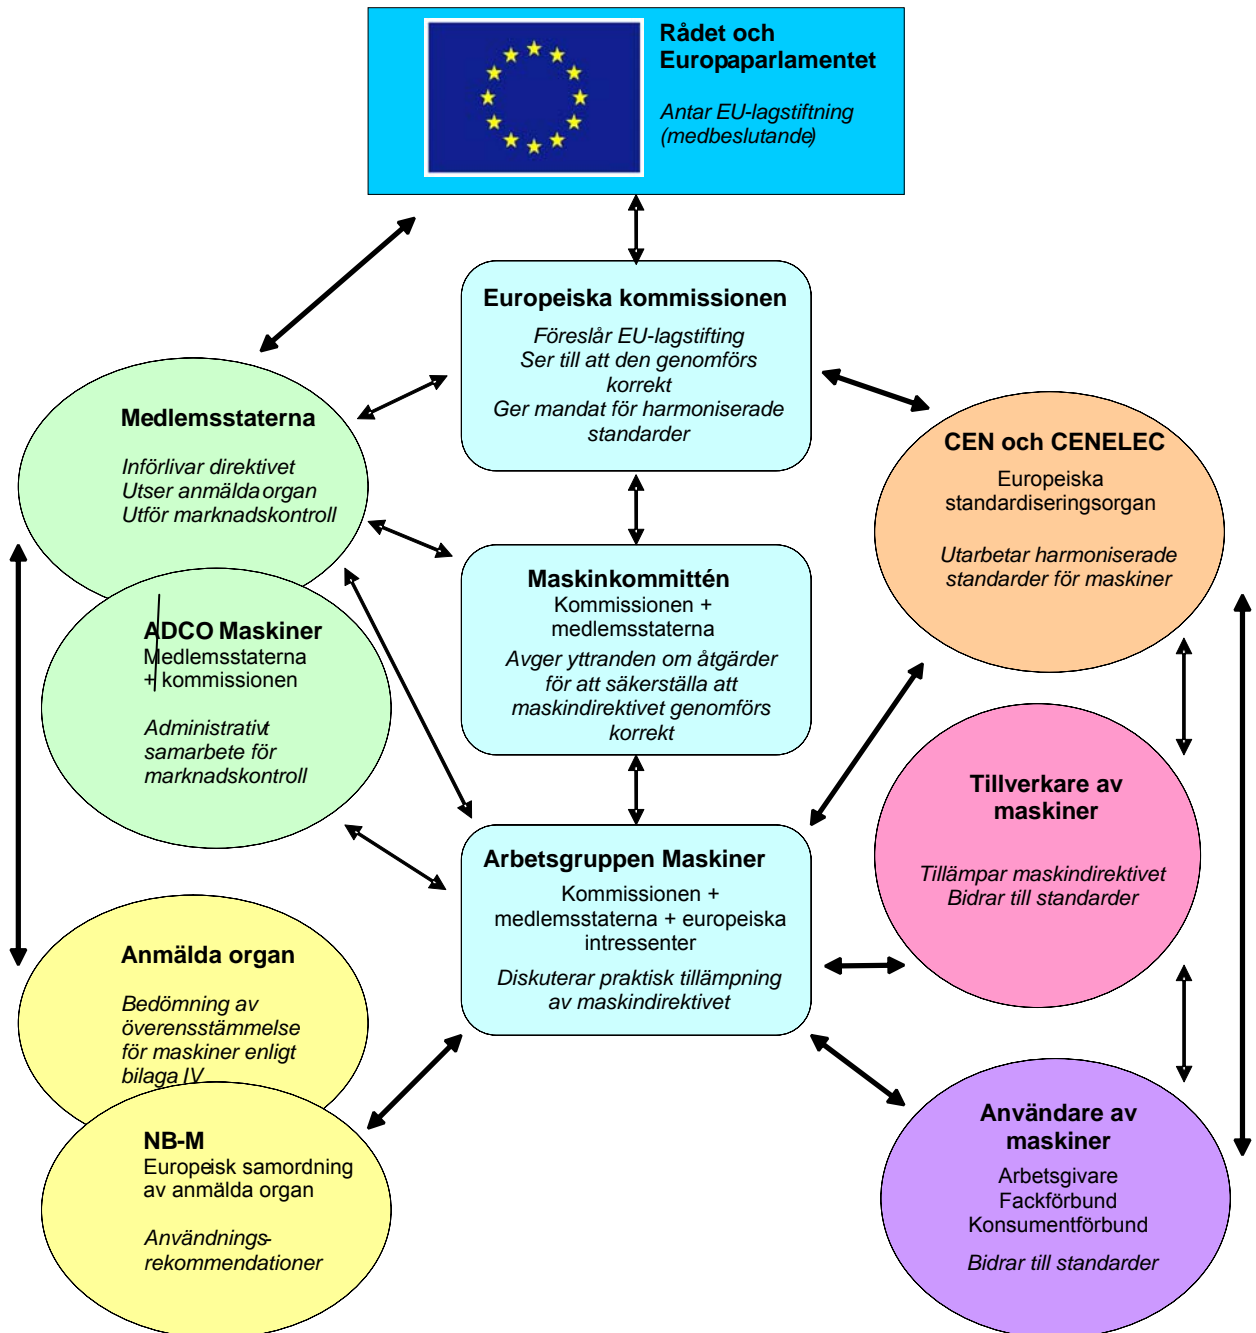 Rådet och
Europaparlamentet
Antar EU-lagstiftning
(medbeslutande)
Europeiska kommissionen
Föreslår EU-lagstifting
Ser till att den genomförs
korrekt
Ger mandat för harmoniserade
standarder
Medlemsstaterna
Införlivar direktivet
Utser anmälda organ
Utför marknadskontroll
CEN och CENELEC
Europeiska
standardiseringsorgan
Utarbetar harmoniserade
standarder för maskiner
Maskinkommittén
Kommissionen +
medlemsstaterna
Avger yttranden om åtgärder
för att säkerställa att
maskindirektivet genomförs
korrekt
ADCO Maskiner
Medlemsstaterna
+ kommissionen
Administrativt
samarbete för
marknadskontroll
Tillverkare av
maskiner
Tillämpar maskindirektivet
Bidrar till standarder
Arbetsgruppen Maskiner
Kommissionen +
medlemsstaterna + europeiska
intressenter
Diskuterar praktisk tillämpning
av maskindirektivet
Anmälda organ
Bedömning av
överensstämmelse
för maskiner enligt
bilaga IV
NB-M
Europeisk samordning
av anmälda organ
Användnings-
rekommendationer
Användare av
maskiner
Arbetsgivare
Fackförbund
Konsumentförbund
Bidrar till standarder